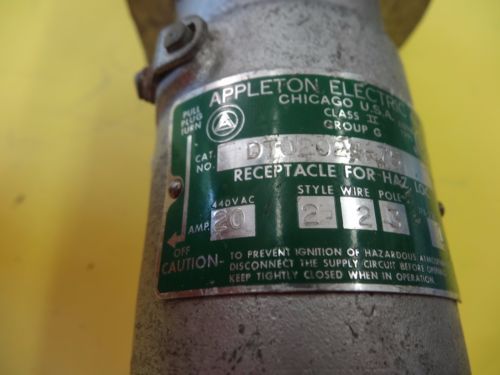 APPLETON ELECTRIC
CHICAGO U.S.A.
CLASS II
GROUP G
PULL
PLUG
TURN
OFF
CAT.
NO.
RECEPTACLE FOR HAZ. LOC
440VAC
STYLE WIRE POLE
AMP. 20 2 3
CAUTION- TO PREVENT IGNITION OF HAZARDOUS
DISCONNECT THE SUPPLY CIRCUIT BEFORE
KEEP TIGHTLY CLOSED WHEN IN OPERATION.